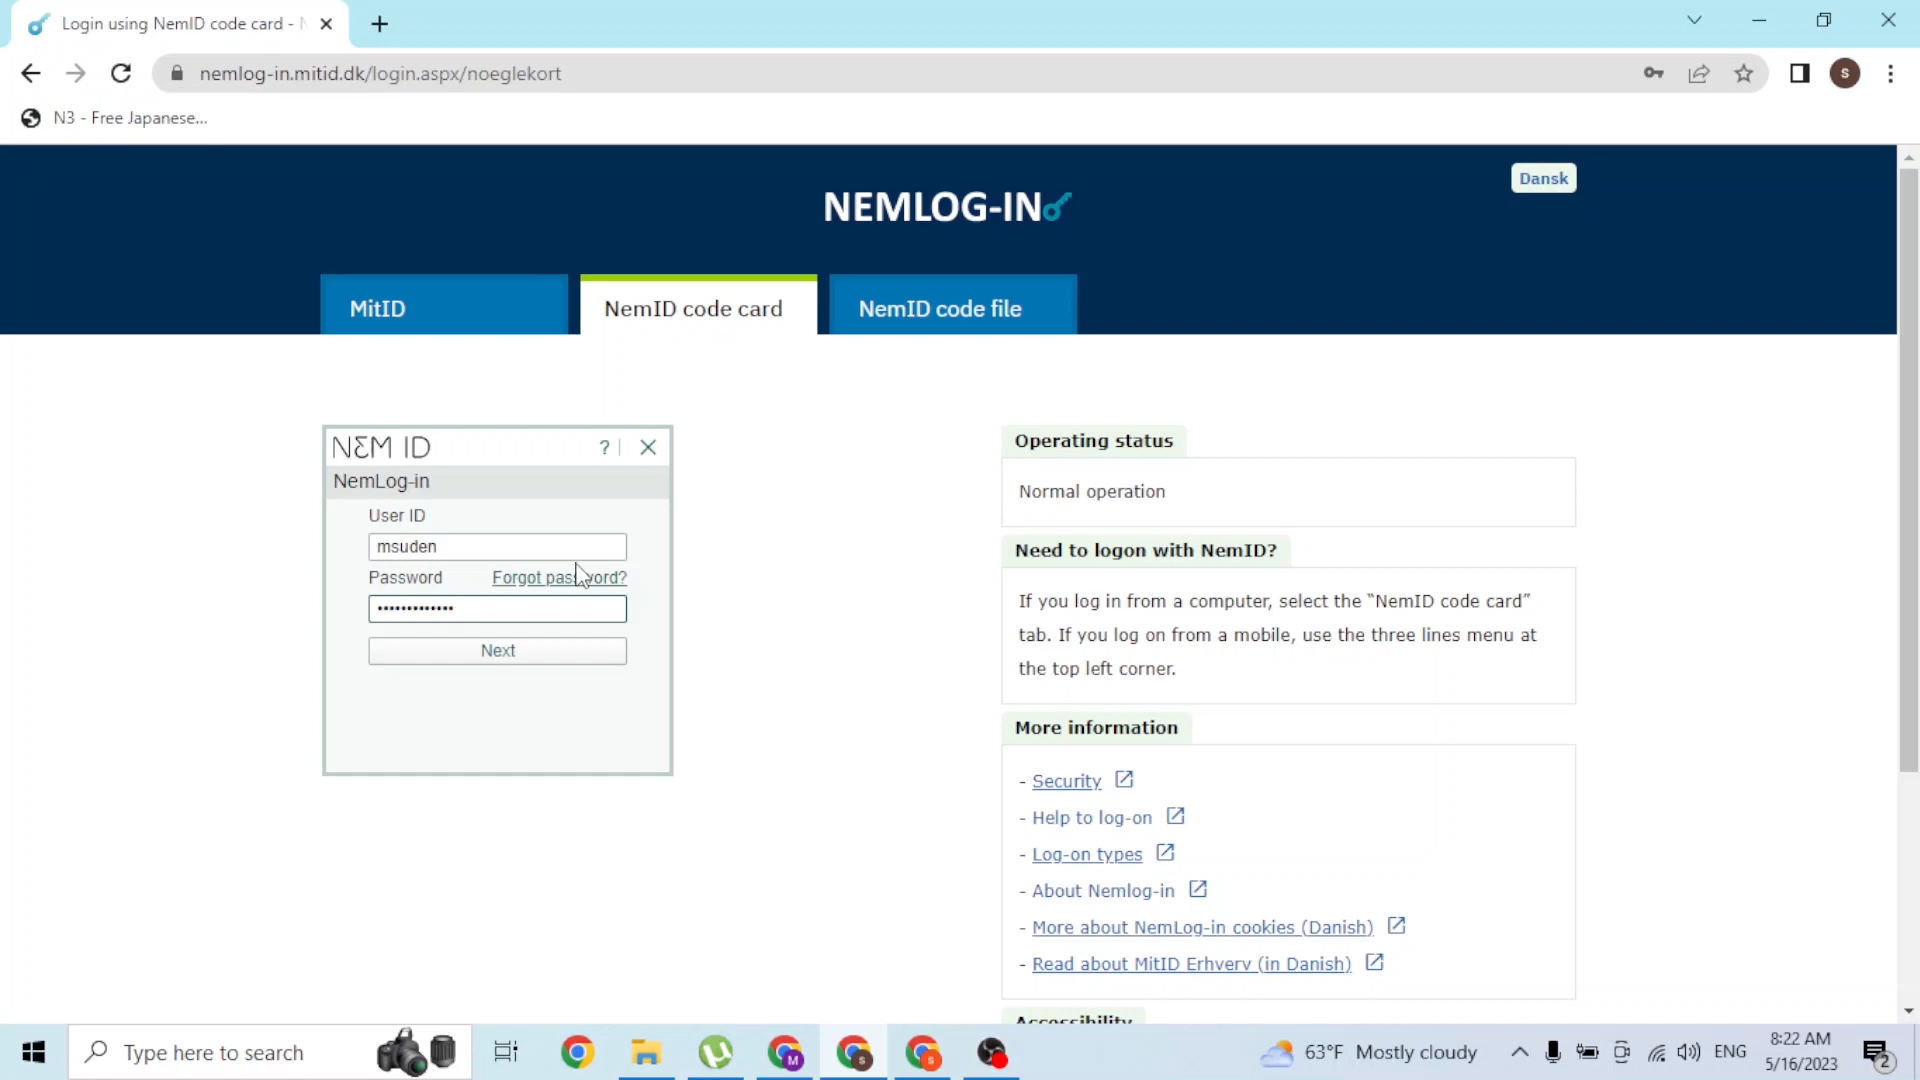 Login using NemID code card - N
nemlog-in.mitid.dk/login.aspx/noeglekort
S
N3 - Free Japanese...
Dansk
NEMLOG-IN
MitID
NemID code card
NemID code file
NEM ID
? |
NemLog-in
User ID
msuden
Password
Forgot password?
•••••••••••••
Next
Operating status
Normal operation
Need to logon with NemID?
If you log in from a computer, select the “NemID code card”
tab. If you log on from a mobile, use the three lines menu at
the top left corner.
More information
- Security
- Help to log-on
- Log-on types
- About Nemlog-in
- More about NemLog-in cookies (Danish)
- Read about MitID Erhverv (in Danish)
Accessibility
Type here to search
M
S
S
63°F Mostly cloudy
ENG
8:22 AM
5/16/2023
2